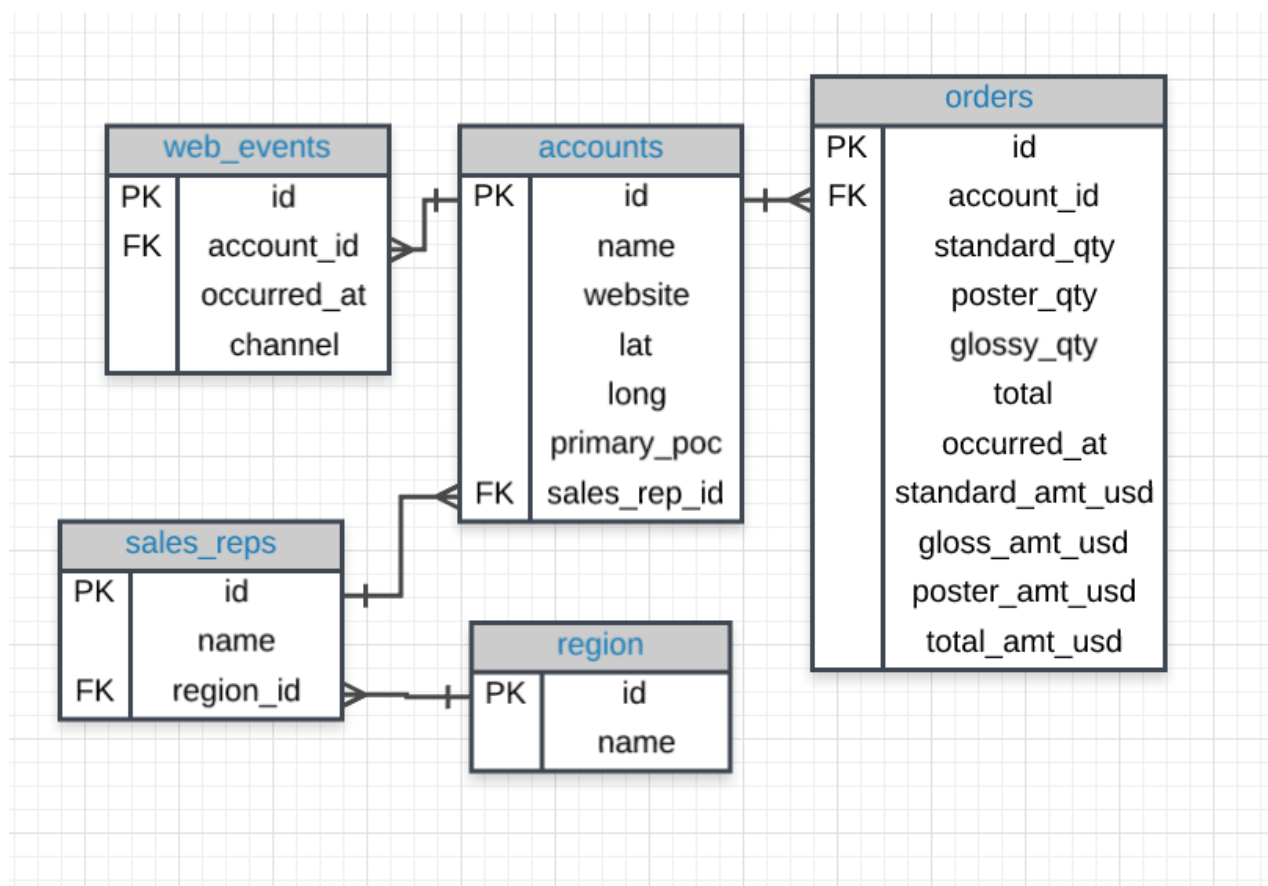 web_events
PK id
FK account_id
occurred_at
channel
accounts
PK id
name
website
lat
long
primary_poc
FK sales_rep_id
orders
PK id
FK account_id
standard_qty
poster_qty
glossy_qty
total
occurred_at
standard_amt_usd
gloss_amt_usd
poster_amt_usd
total_amt_usd
sales_reps
PK id
name
FK region_id
region
PK id
name